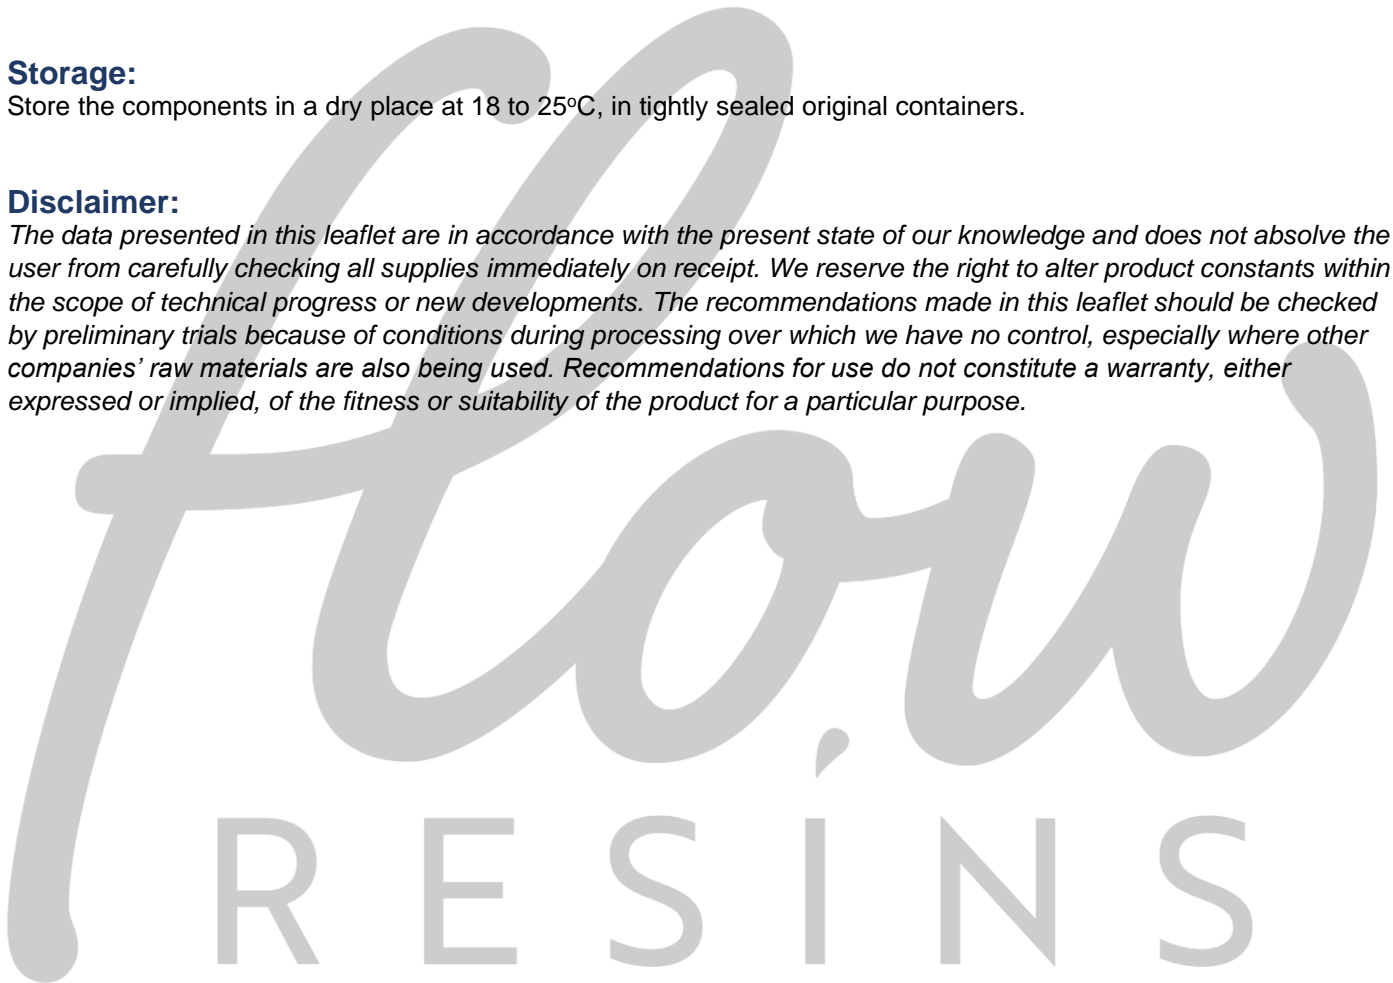 Storage:
Store the components in a dry place at 18 to 25ºC, in tightly sealed original containers.
Disclaimer:
The data presented in this leaflet are in accordance with the present state of our knowledge and does not absolve the
user from carefully checking all supplies immediately on receipt. We reserve the right to alter product constants within
the scope of technical progress or new developments. The recommendations made in this leaflet should be checked
by preliminary trials because of conditions during processing over which we have no control, especially where other
companies’ raw materials are also being used. Recommendations for use do not constitute a warranty, either
expressed or implied, of the fitness or suitability of the product for a particular purpose.
flow
RESINS